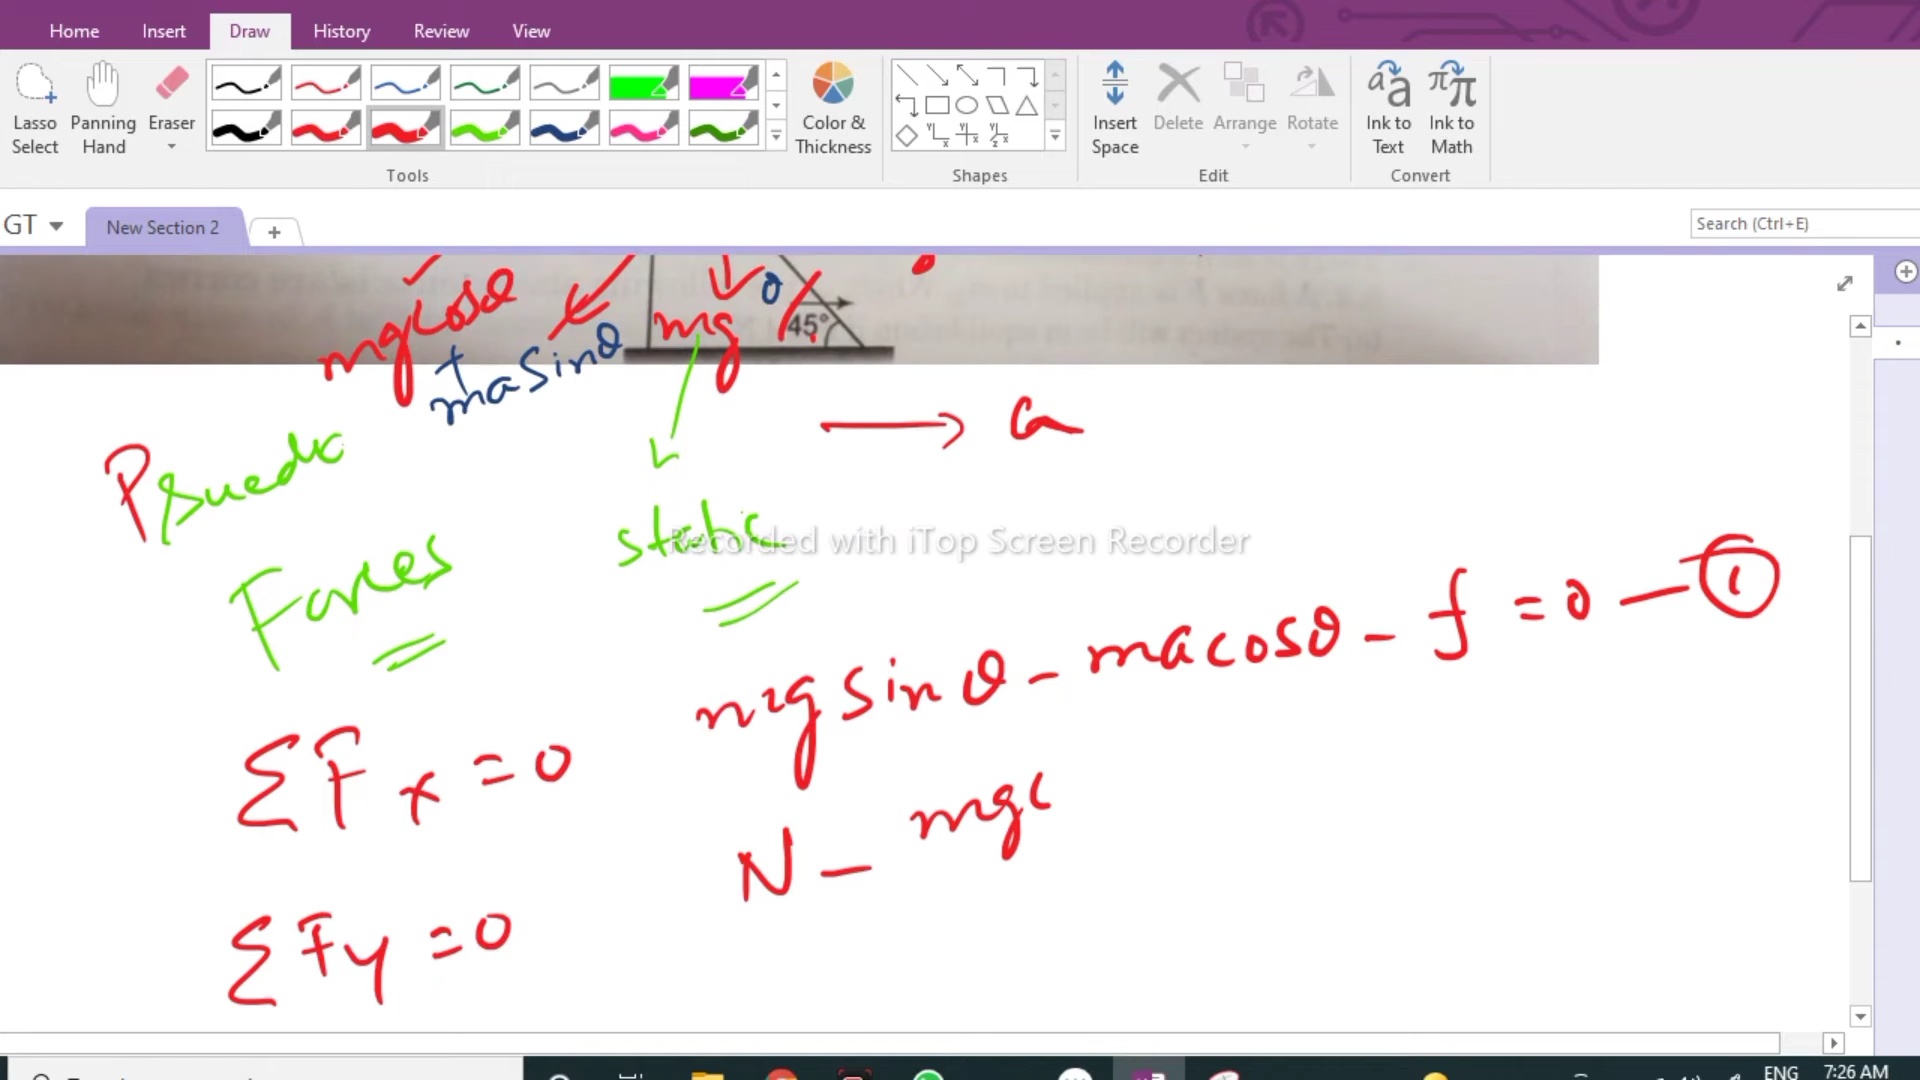 Home Insert Draw History Review View
Lasso Select
Panning Hand
Eraser
Color & Thickness
Insert Space
Delete
Arrange
Rotate
Ink to Text
Ink to Math
Tools
Shapes
Edit
Convert
GT
New Section 2
+
Search (Ctrl+E)
mgcosθ
+
masinθ
mg
θ
45°
a
Psuedo
Forces
static
Recorded with iTop Screen Recorder
mgsinθ - macosθ - f = 0 — 1
ΣFx = 0
N - mgc
ΣFy = 0
ENG
7:26 AM